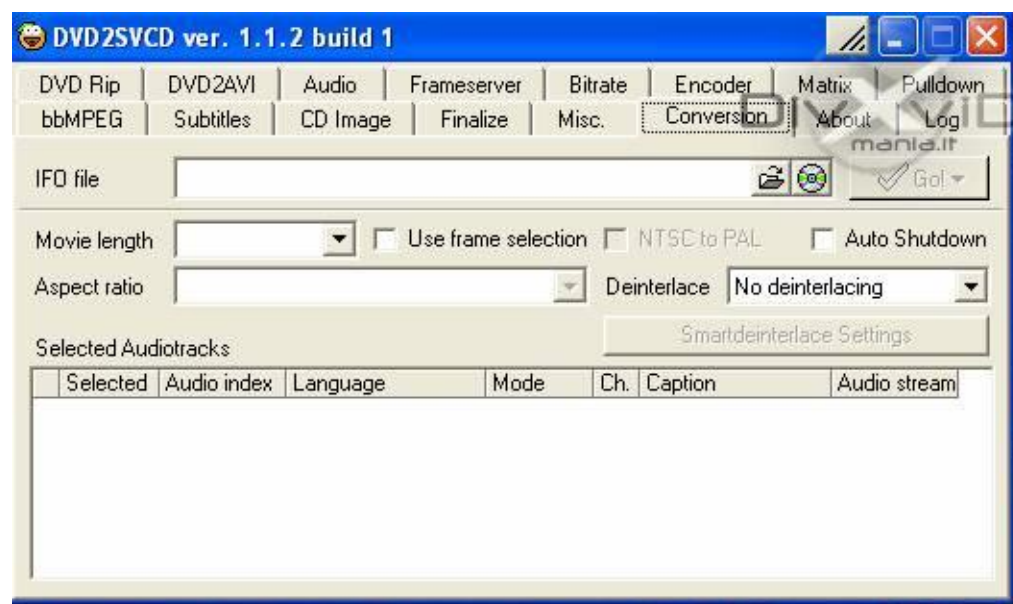 DVD2SVCD ver. 1.1.2 build 1
DVD Rip DVD2AVI Audio Frameserver Bitrate Encoder Matrix Pulldown
bbMPEG Subtitles CD Image Finalize Misc. Conversion About Log
mania.it
IFO file Go!
Movie length Use frame selection NTSC to PAL Auto Shutdown
Aspect ratio Deinterlace No deinterlacing
Smartdeinterlace Settings
Selected Audiotracks
Selected Audio index Language Mode Ch. Caption Audio stream